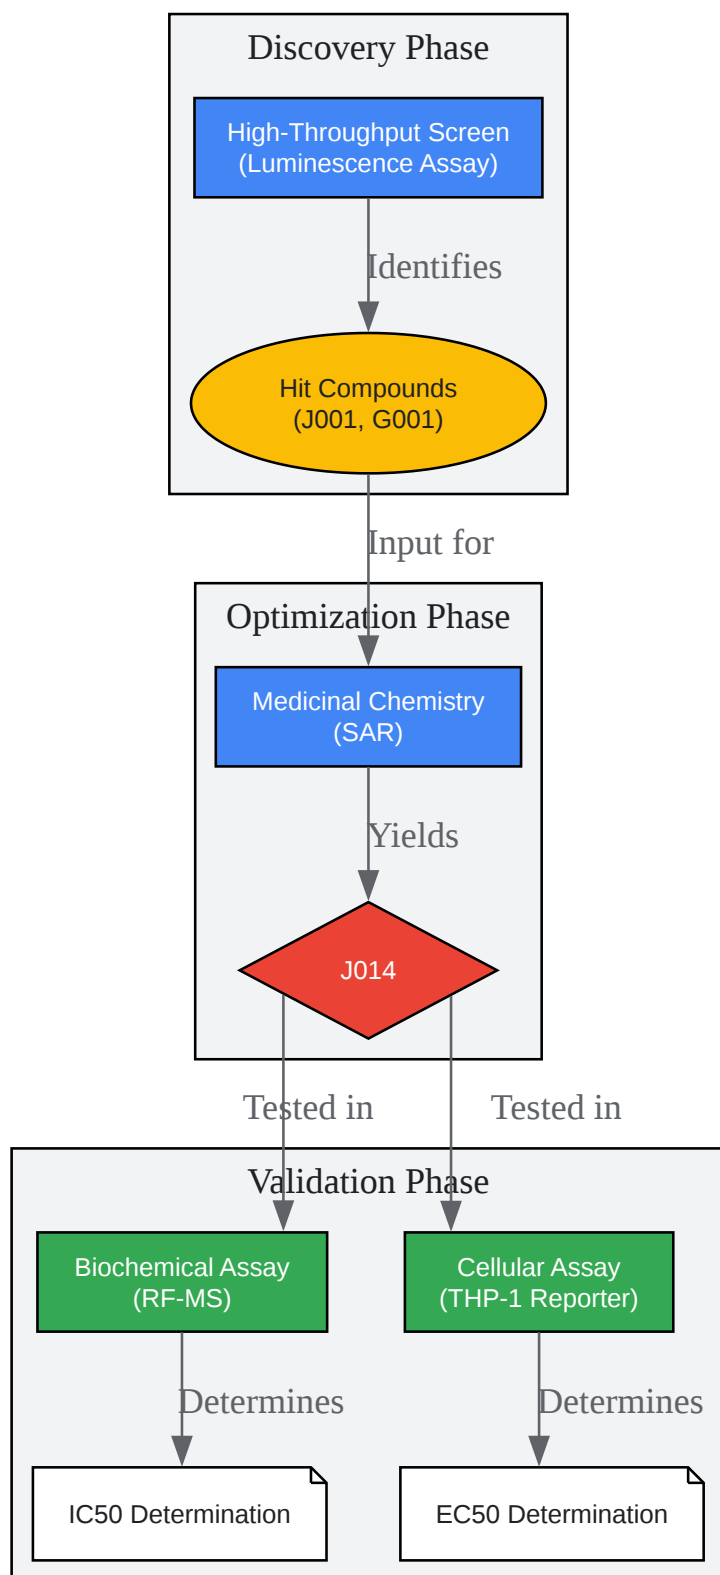 Discovery Phase
High-Throughput Screen
(Luminescence Assay)
Identifies
Hit Compounds
(J001, G001)
Input for
Optimization Phase
Medicinal Chemistry
(SAR)
Yields
J014
Tested in
Tested in
Validation Phase
Biochemical Assay
(RF-MS)
Cellular Assay
(THP-1 Reporter)
Determines
Determines
IC50 Determination
EC50 Determination